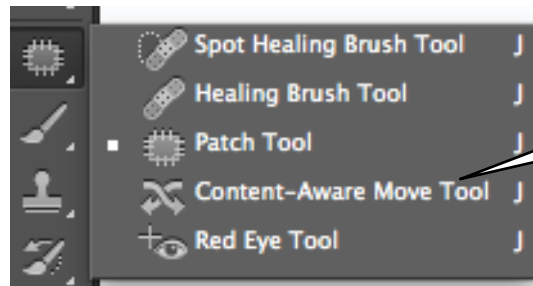 Spot Healing Brush Tool J
Healing Brush Tool J
Patch Tool J
Content-Aware Move Tool J
Red Eye Tool J